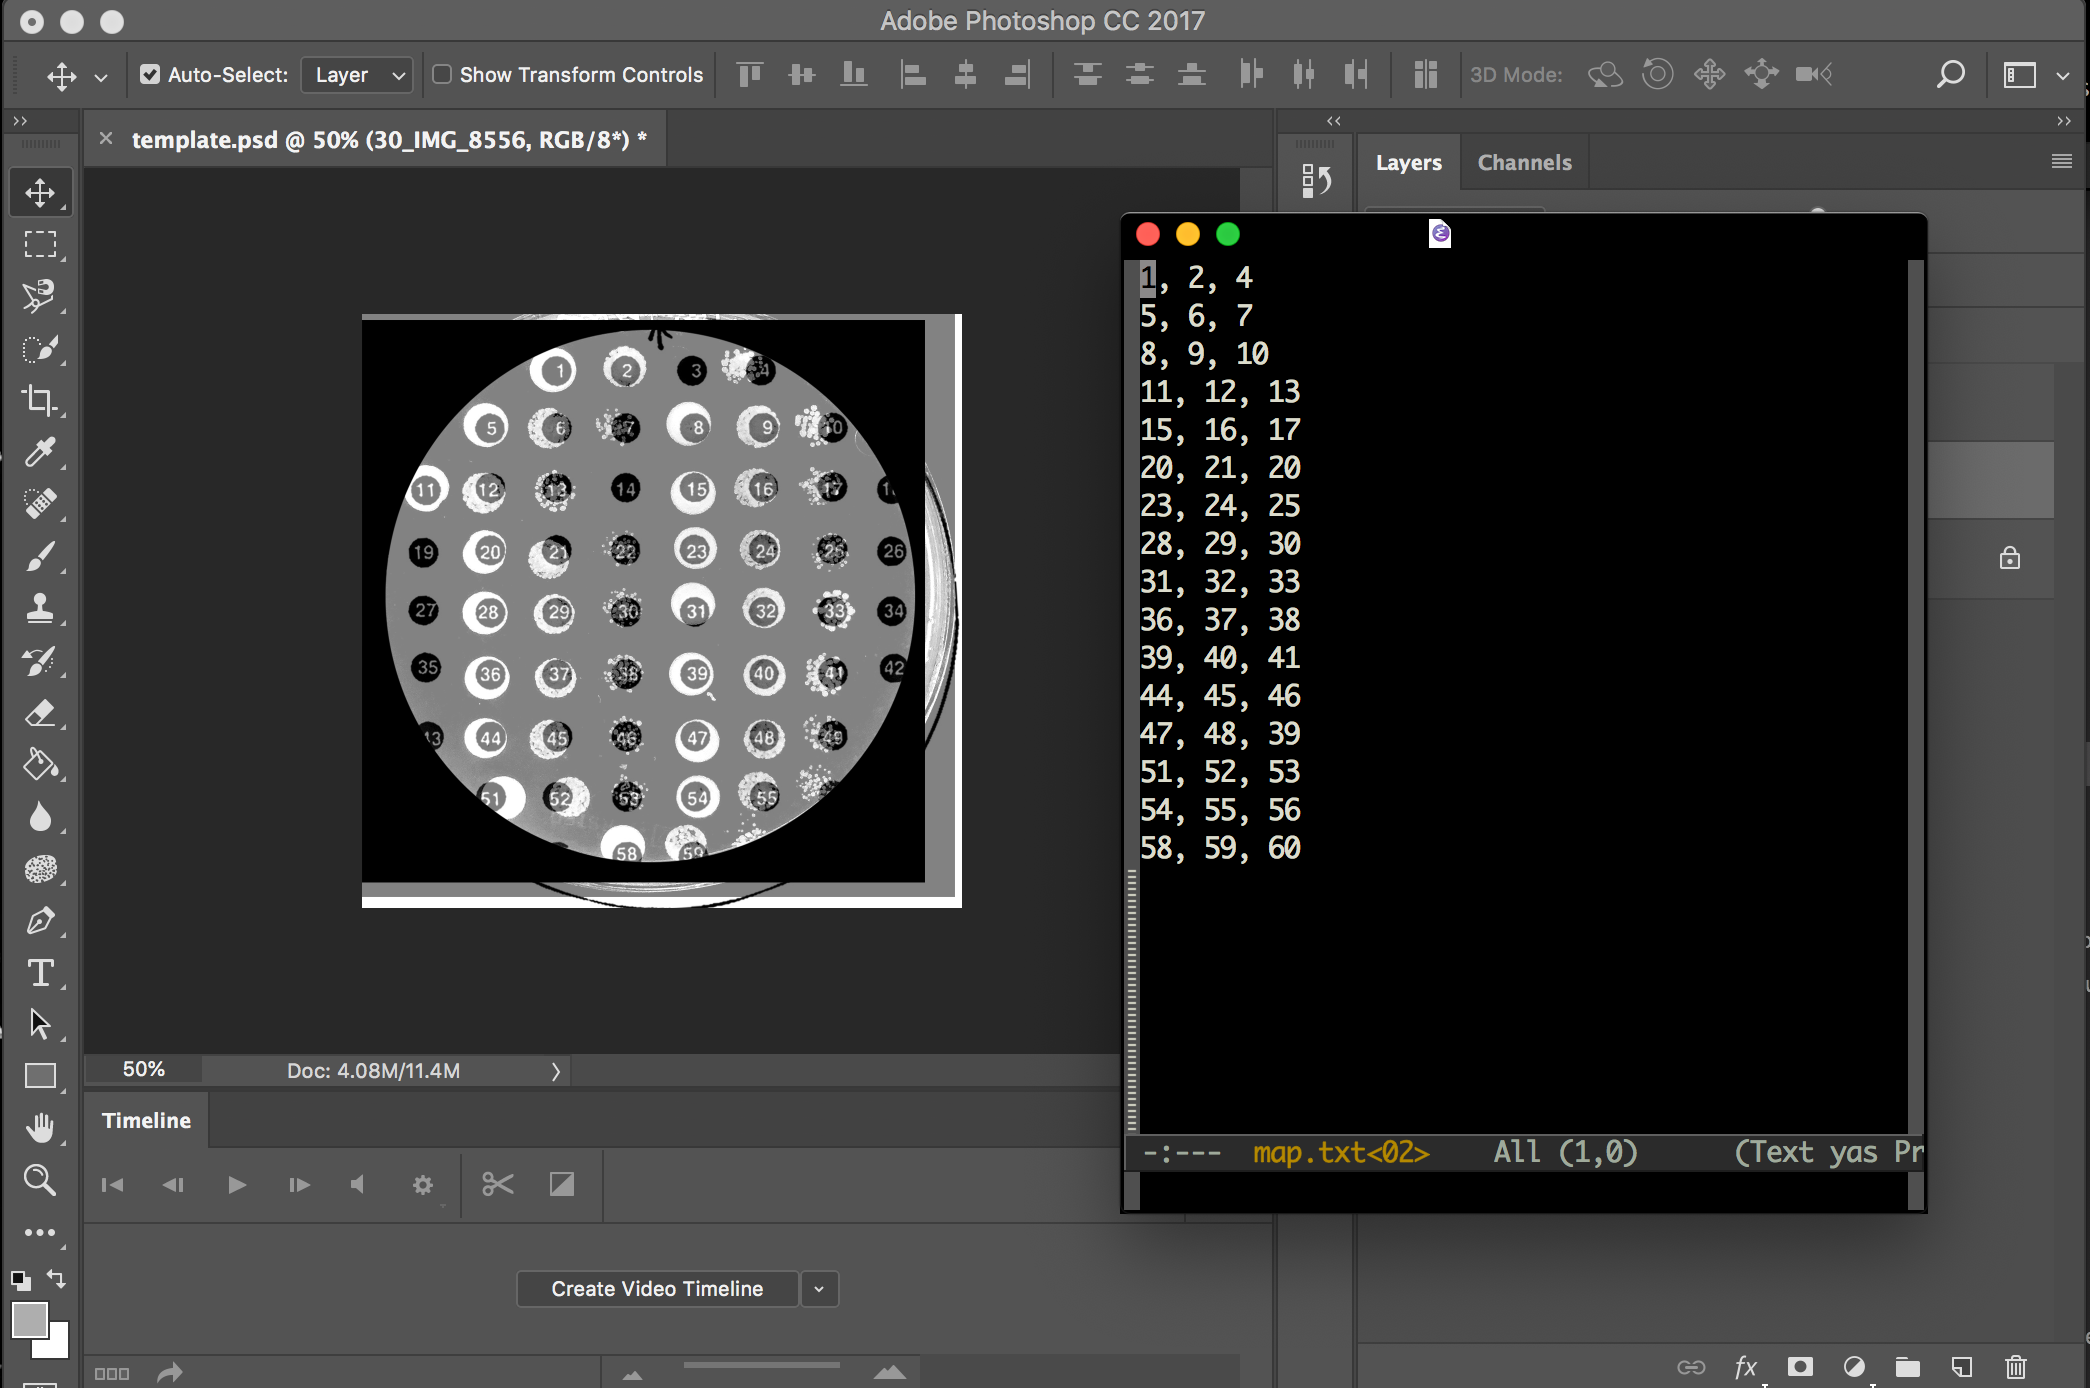 Adobe Photoshop CC 2017
Auto-Select: Layer Show Transform Controls 3D Mode:
template.psd @ 50% (30_IMG_8556, RGB/8*) *
Layers Channels
1 2 3 4
5 6 7 8 9 10
11 12 13 14 15 16 17
19 20 21 22 23 24 25 26
27 28 29 30 31 32 33 34
35 36 37 38 39 40 41 42
43 44 45 46 47 48 49
51 52 53 54 55
58 59
1, 2, 4
5, 6, 7
8, 9, 10
11, 12, 13
15, 16, 17
20, 21, 20
23, 24, 25
28, 29, 30
31, 32, 33
36, 37, 38
39, 40, 41
44, 45, 46
47, 48, 39
51, 52, 53
54, 55, 56
58, 59, 60
-:--- map.txt<02> All (1,0) (Text yas Pr
50% Doc: 4.08M/11.4M
Timeline
Create Video Timeline
fx